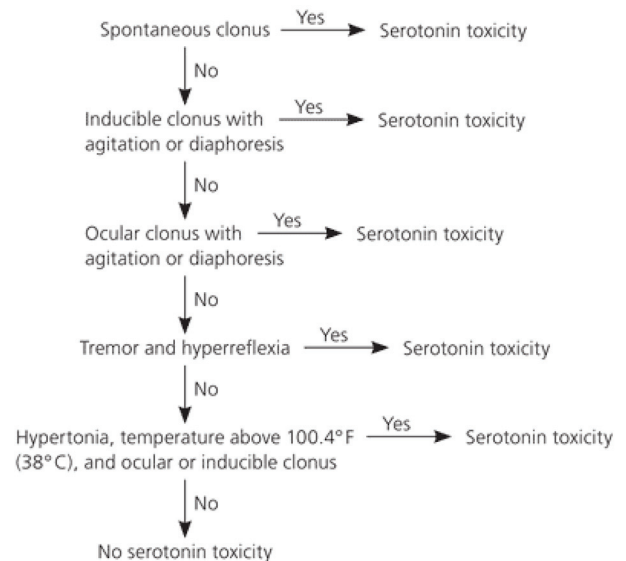 Spontaneous clonus Yes Serotonin toxicity
No
Inducible clonus with Yes Serotonin toxicity
agitation or diaphoresis
No
Ocular clonus with Yes Serotonin toxicity
agitation or diaphoresis
No
Tremor and hyperreflexia Yes Serotonin toxicity
No
Hypertonia, temperature above 100.4°F Yes Serotonin toxicity
(38°C), and ocular or inducible clonus
No
No serotonin toxicity